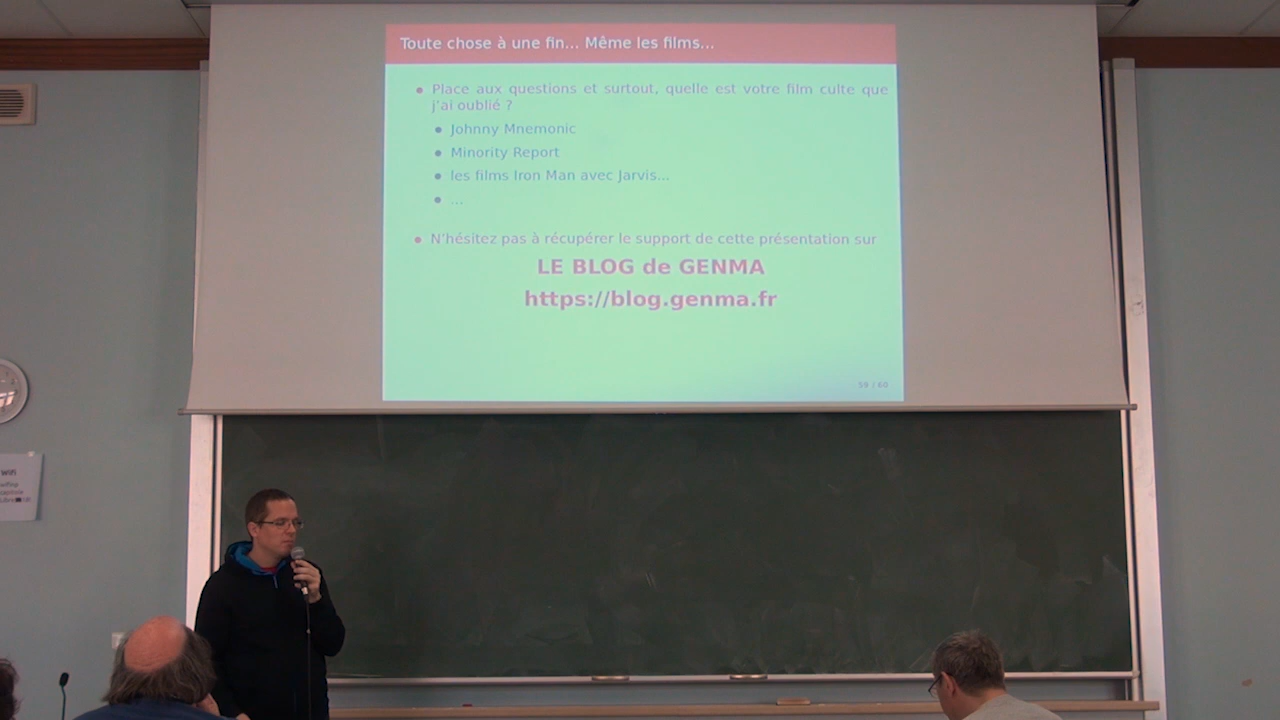 Toute chose à une fin... Même les films...
Place aux questions et surtout, quelle est votre film culte que
j'ai oublié ?
Johnny Mnemonic
Minority Report
les films Iron Man avec Jarvis...
...
N'hésitez pas à récupérer le support de cette présentation sur
LE BLOG de GENMA
https://blog.genma.fr
59 / 60